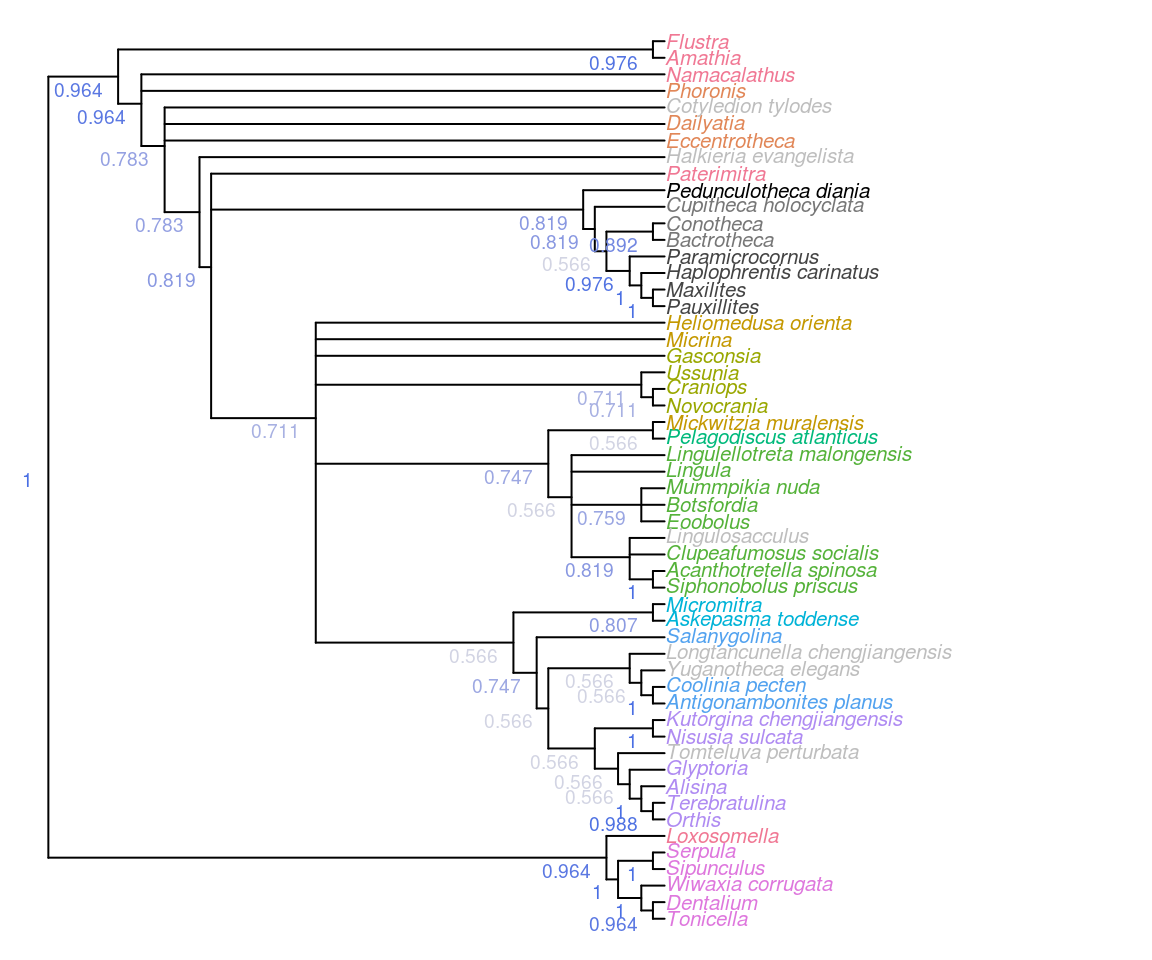 Flustra
0.976
Amathia
Namacalathus
0.964
Phoronis
Cotyledion tylodes
0.964
Dailyatia
Eccentrotheca
0.783
Halkieria evangelista
Paterimitra
Pedunculotheca diania
Cupitheca holocyclata
0.783
0.819
Conotheca
0.819
0.892
Bactrotheca
Paramicrocornus
0.566
Haplophrentis carinatus
0.819
0.976
Maxilites
1
Pauxillites
1
Heliomedusa orienta
Micrina
Gasconsia
Ussunia
Craniops
0.711
Novocrania
0.711
Mickwitzia muralensis
0.711
Pelagodiscus atlanticus
0.566
Lingulellotreta malongensis
Lingula
0.747
1
Mummpikia nuda
Botsfordia
0.566
0.759
Eoobolus
Lingulosacculus
Clupeafumosus socialis
0.819
Acanthotretella spinosa
Siphonobolus priscus
1
Micromitra
Askepasma toddense
0.807
Salanygolina
0.566
Longtancunella chengjiangensis
Yuganotheca elegans
0.747
0.566
Coolinia pecten
0.566
Antigonambonites planus
1
0.566
Kutorgina chengjiangensis
Nisusia sulcata
1
Tomteluva perturbata
0.566
Glyptoria
0.566
Alisina
0.566
Terebratulina
1
Orthis
0.988
Loxosomella
Serpula
0.964
Sipunculus
1
Wiwaxia corrugata
1
Dentalium
1
Tonicella
0.964